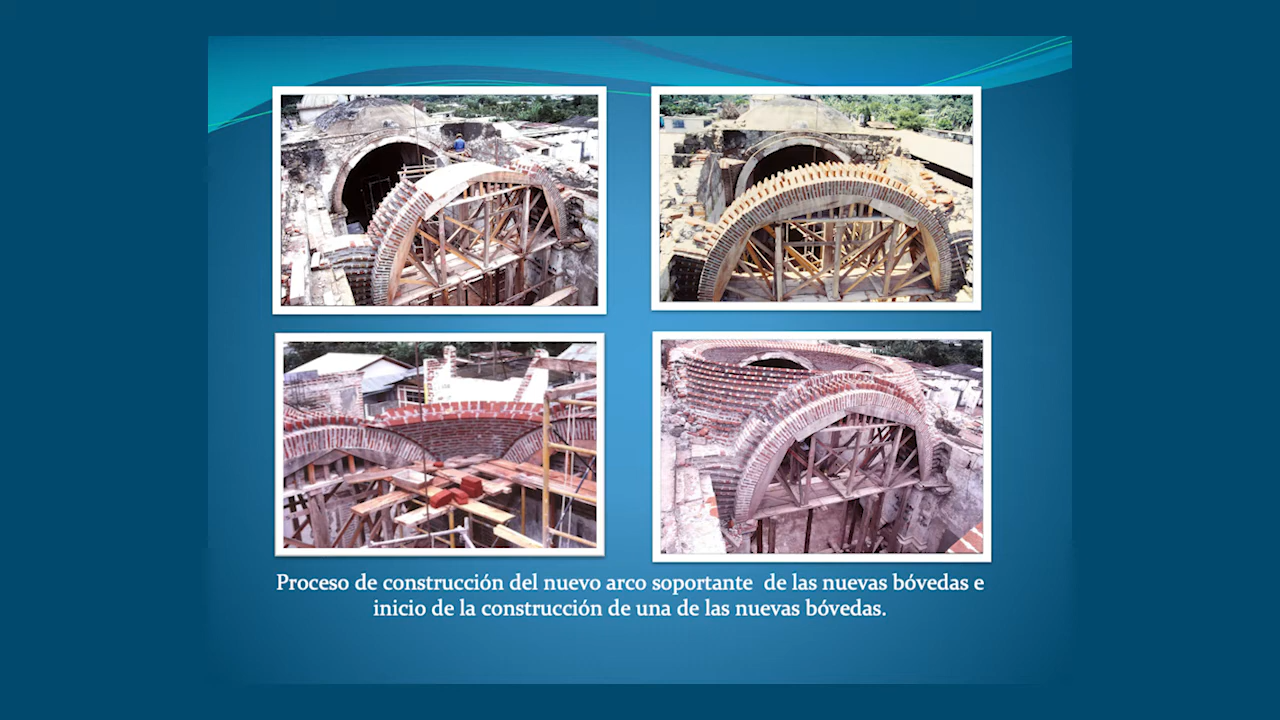 Proceso de construcción del nuevo arco soportante de las nuevas bóvedas e
inicio de la construcción de una de las nuevas bóvedas.